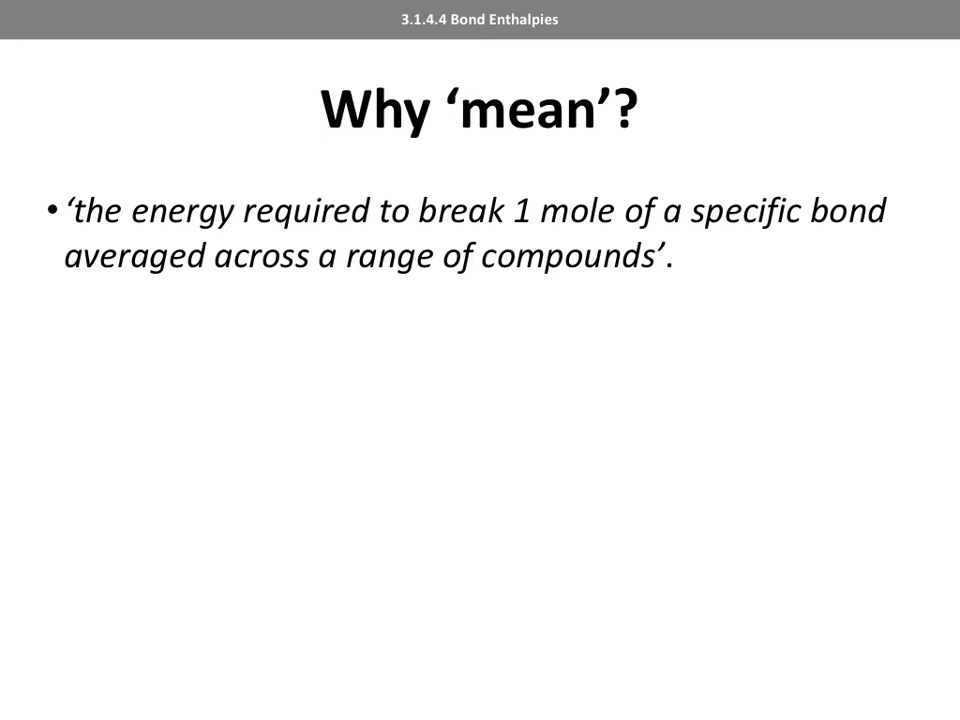 3.1.4.4 Bond Enthalpies
Why ‘mean’?
• ‘the energy required to break 1 mole of a specific bond
averaged across a range of compounds’.